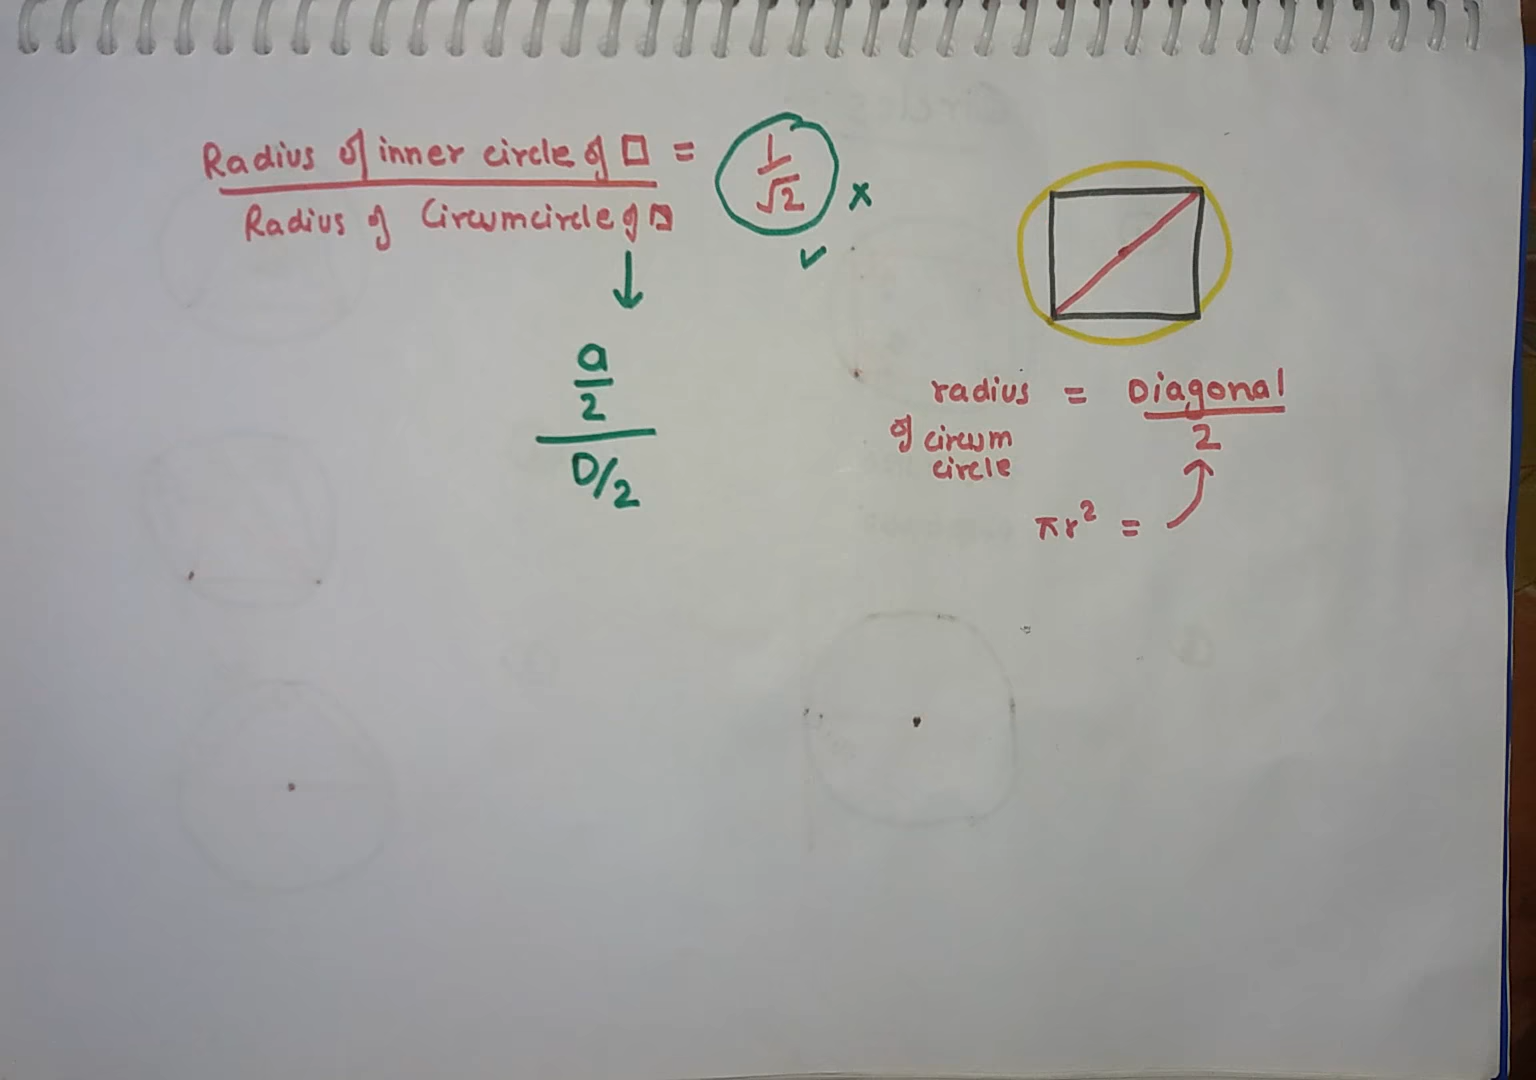 Radius of inner circle of □ = 1/√2 ×
Radius of Circumcircle of □ ✓
↓
a
2
D/2
radius = Diagonal
2
of circum
circle
πr² =